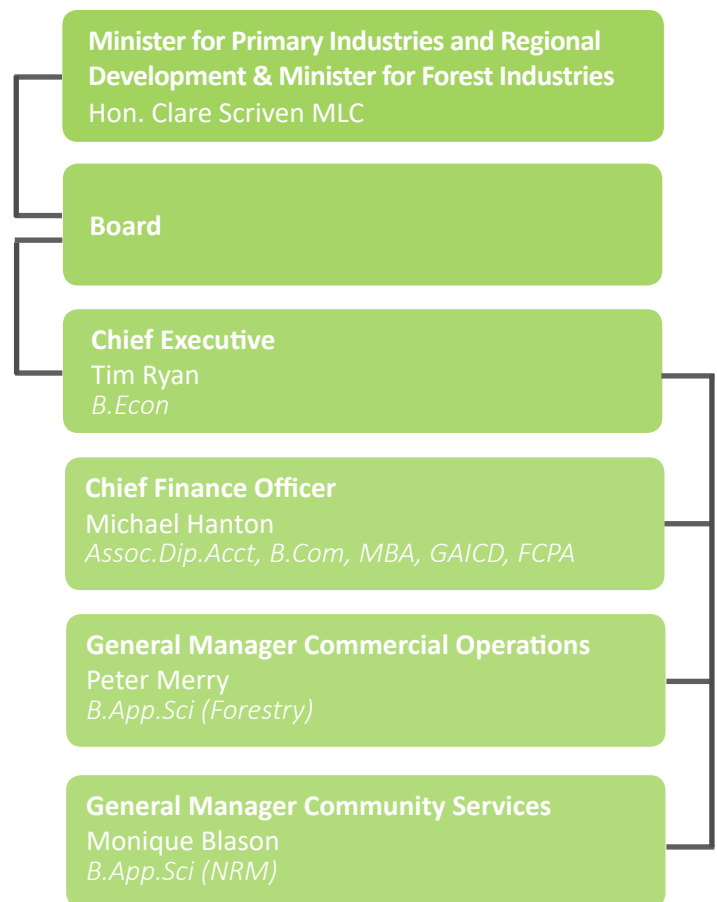 Minister for Primary Industries and Regional
Development & Minister for Forest Industries
Hon. Clare Scriven MLC
Board
Chief Executive
Tim Ryan
B.Econ
Chief Finance Officer
Michael Hanton
Assoc.Dip.Acct, B.Com, MBA, GAICD, FCPA
General Manager Commercial Operations
Peter Merry
B.App.Sci (Forestry)
General Manager Community Services
Monique Blason
B.App.Sci (NRM)